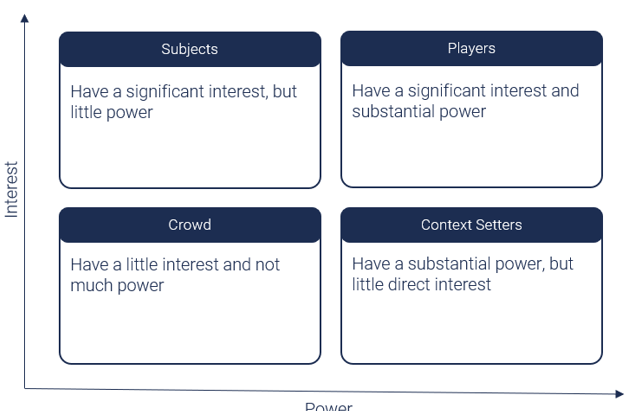 Subjects
Have a significant interest, but
little power
Players
Have a significant interest and
substantial power
Interest
Crowd
Have a little interest and not
much power
Context Setters
Have a substantial power, but
little direct interest
Power